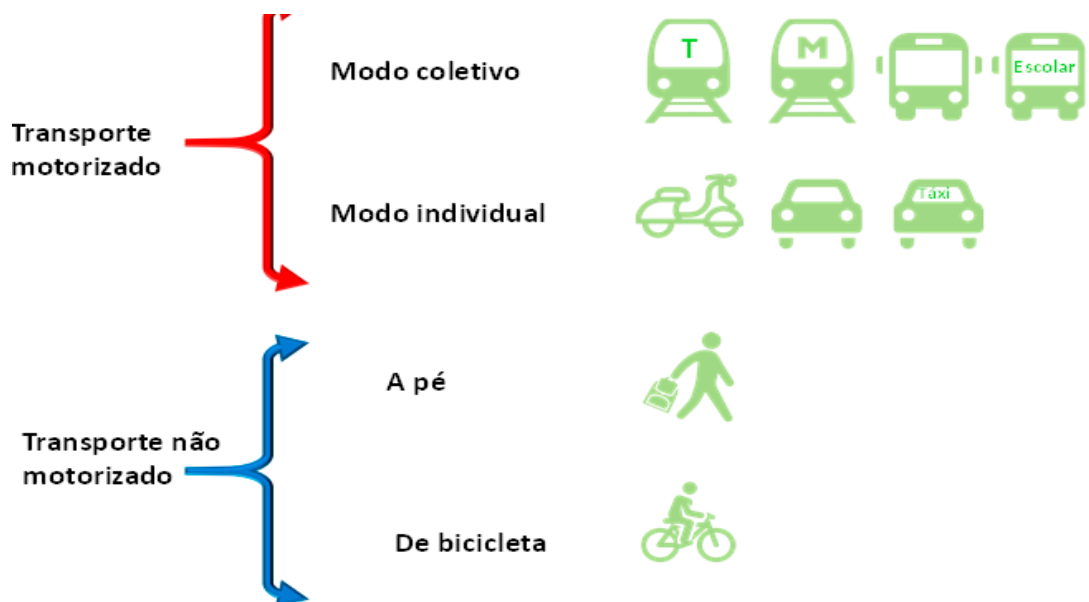 Modo coletivo
T
M
Escolar
Transporte
motorizado
Modo individual
Táxi
A pé
Transporte não
motorizado
De bicicleta